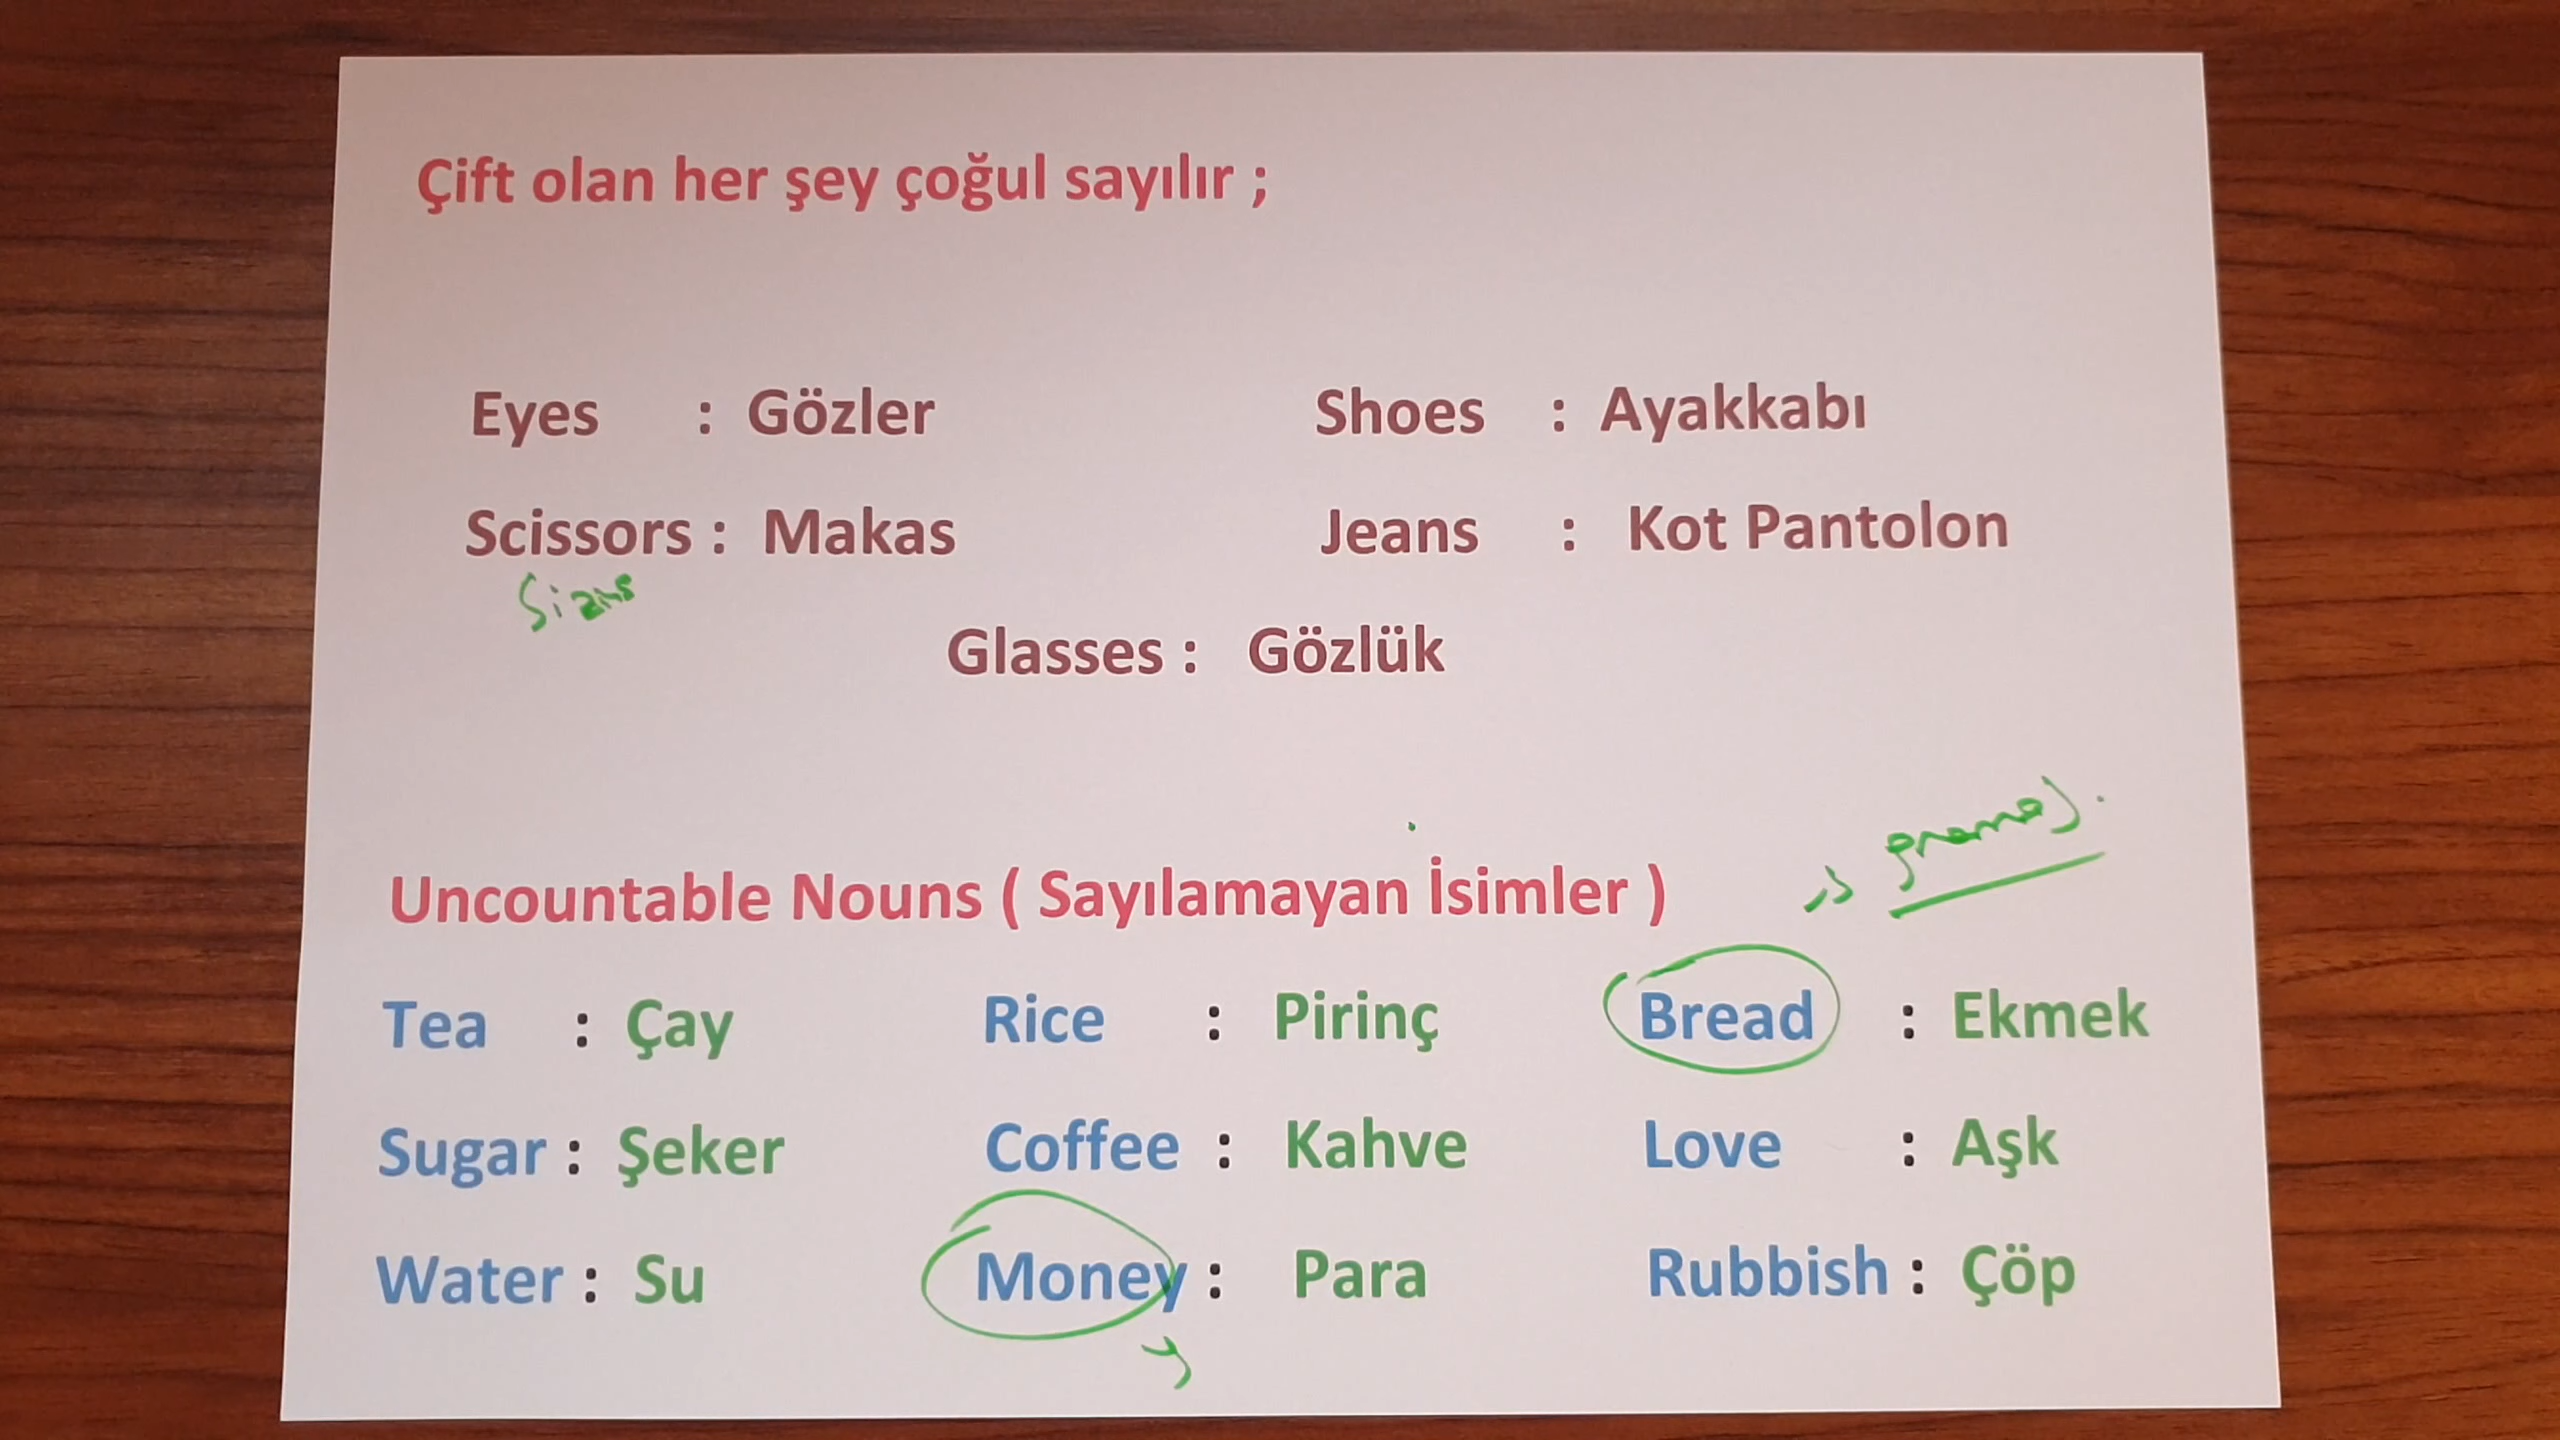 Çift olan her şey çoğul sayılır ;
Eyes : Gözler Shoes : Ayakkabı
Scissors : Makas Jeans : Kot Pantolon
Glasses : Gözlük
Uncountable Nouns ( Sayılamayan İsimler )
Tea : Çay Rice : Pirinç Bread : Ekmek
Sugar : Şeker Coffee : Kahve Love : Aşk
Water : Su Money : Para Rubbish : Çöp